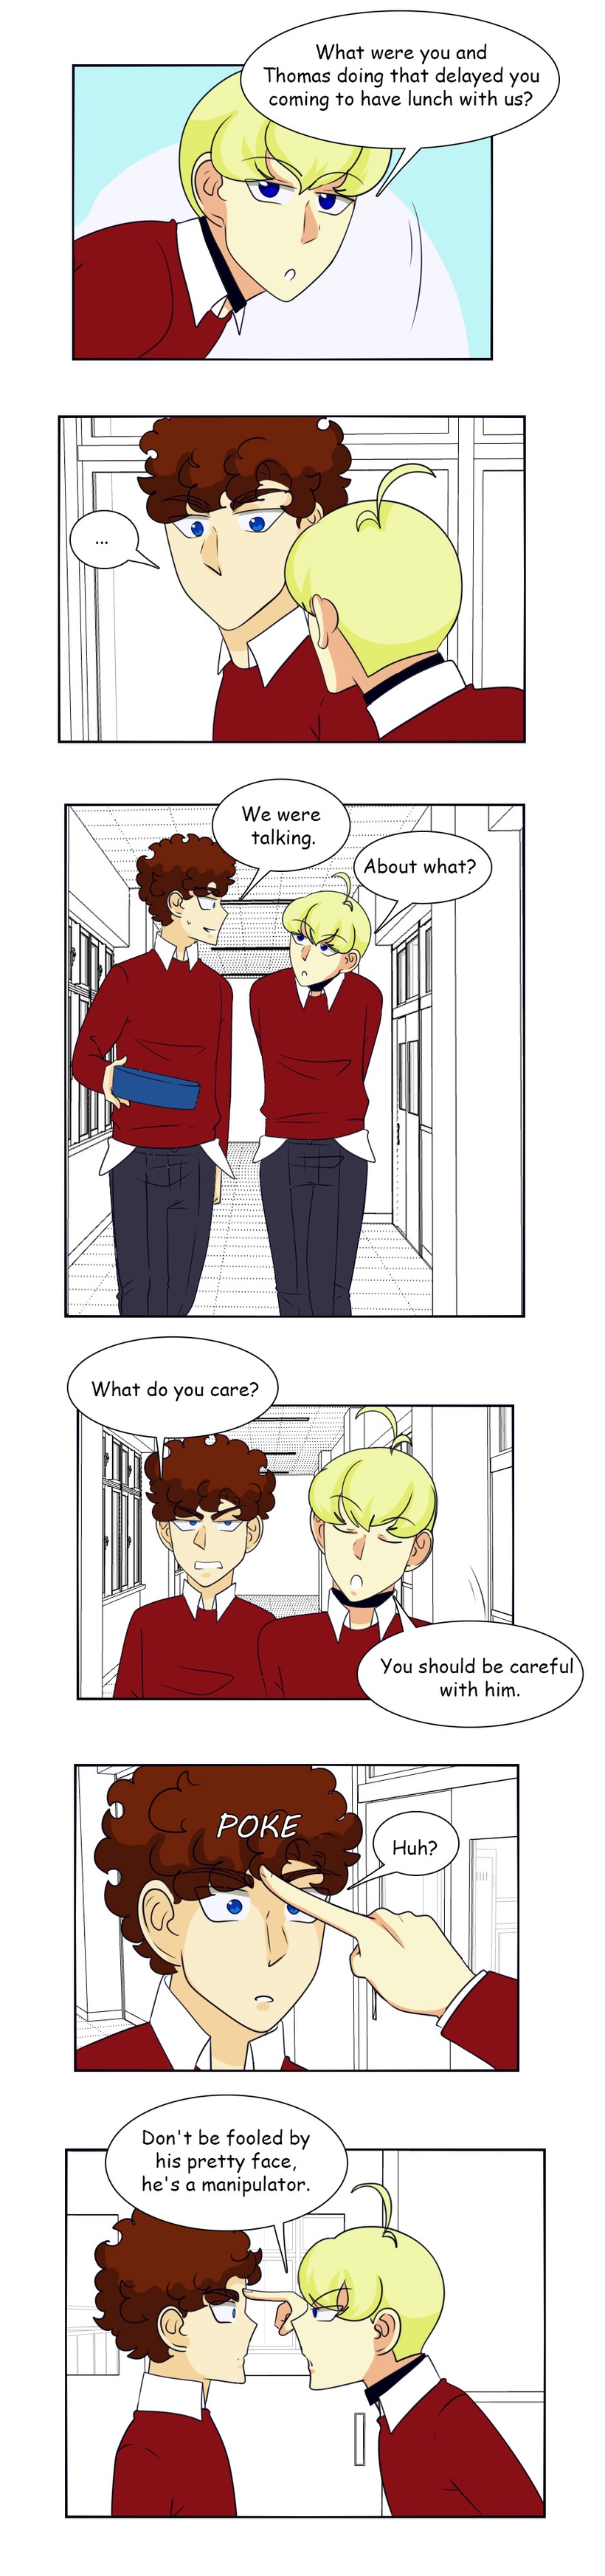 What were you and
Thomas doing that delayed you
coming to have lunch with us?
...
We were
talking.
About what?
What do you care?
You should be careful
with him.
POKE
Huh?
Don't be fooled by
his pretty face,
he's a manipulator.